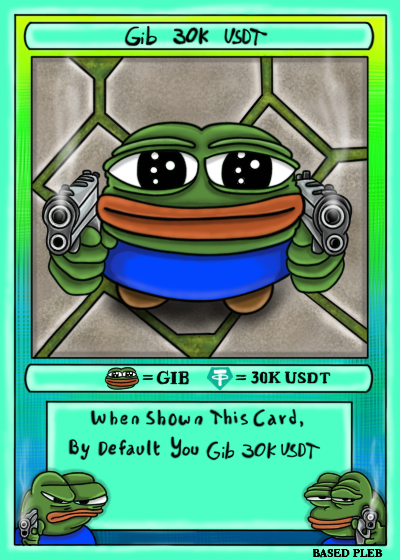 Gib 30K USDT
= GIB = 30K USDT
When Shown This Card,
By Default You Gib 30K USDT
BASED PLEB